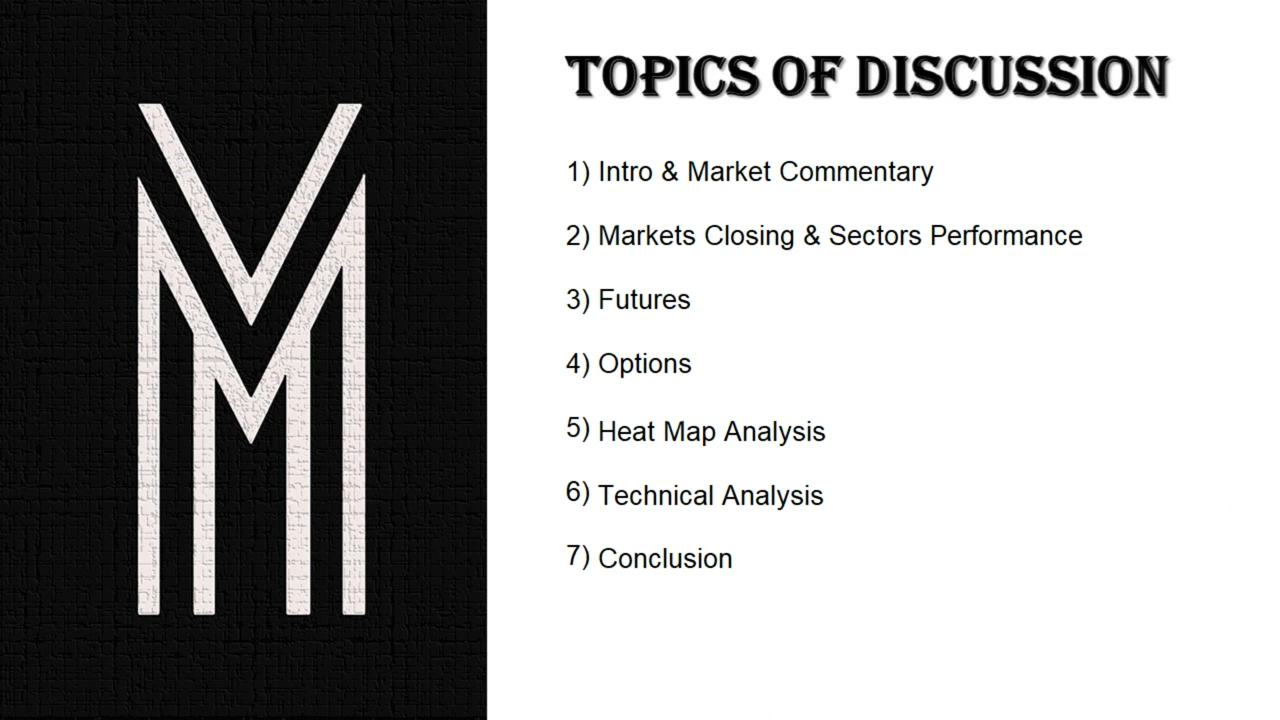 TOPICS OF DISCUSSION
1) Intro & Market Commentary
2) Markets Closing & Sectors Performance
3) Futures
4) Options
5) Heat Map Analysis
6) Technical Analysis
7) Conclusion